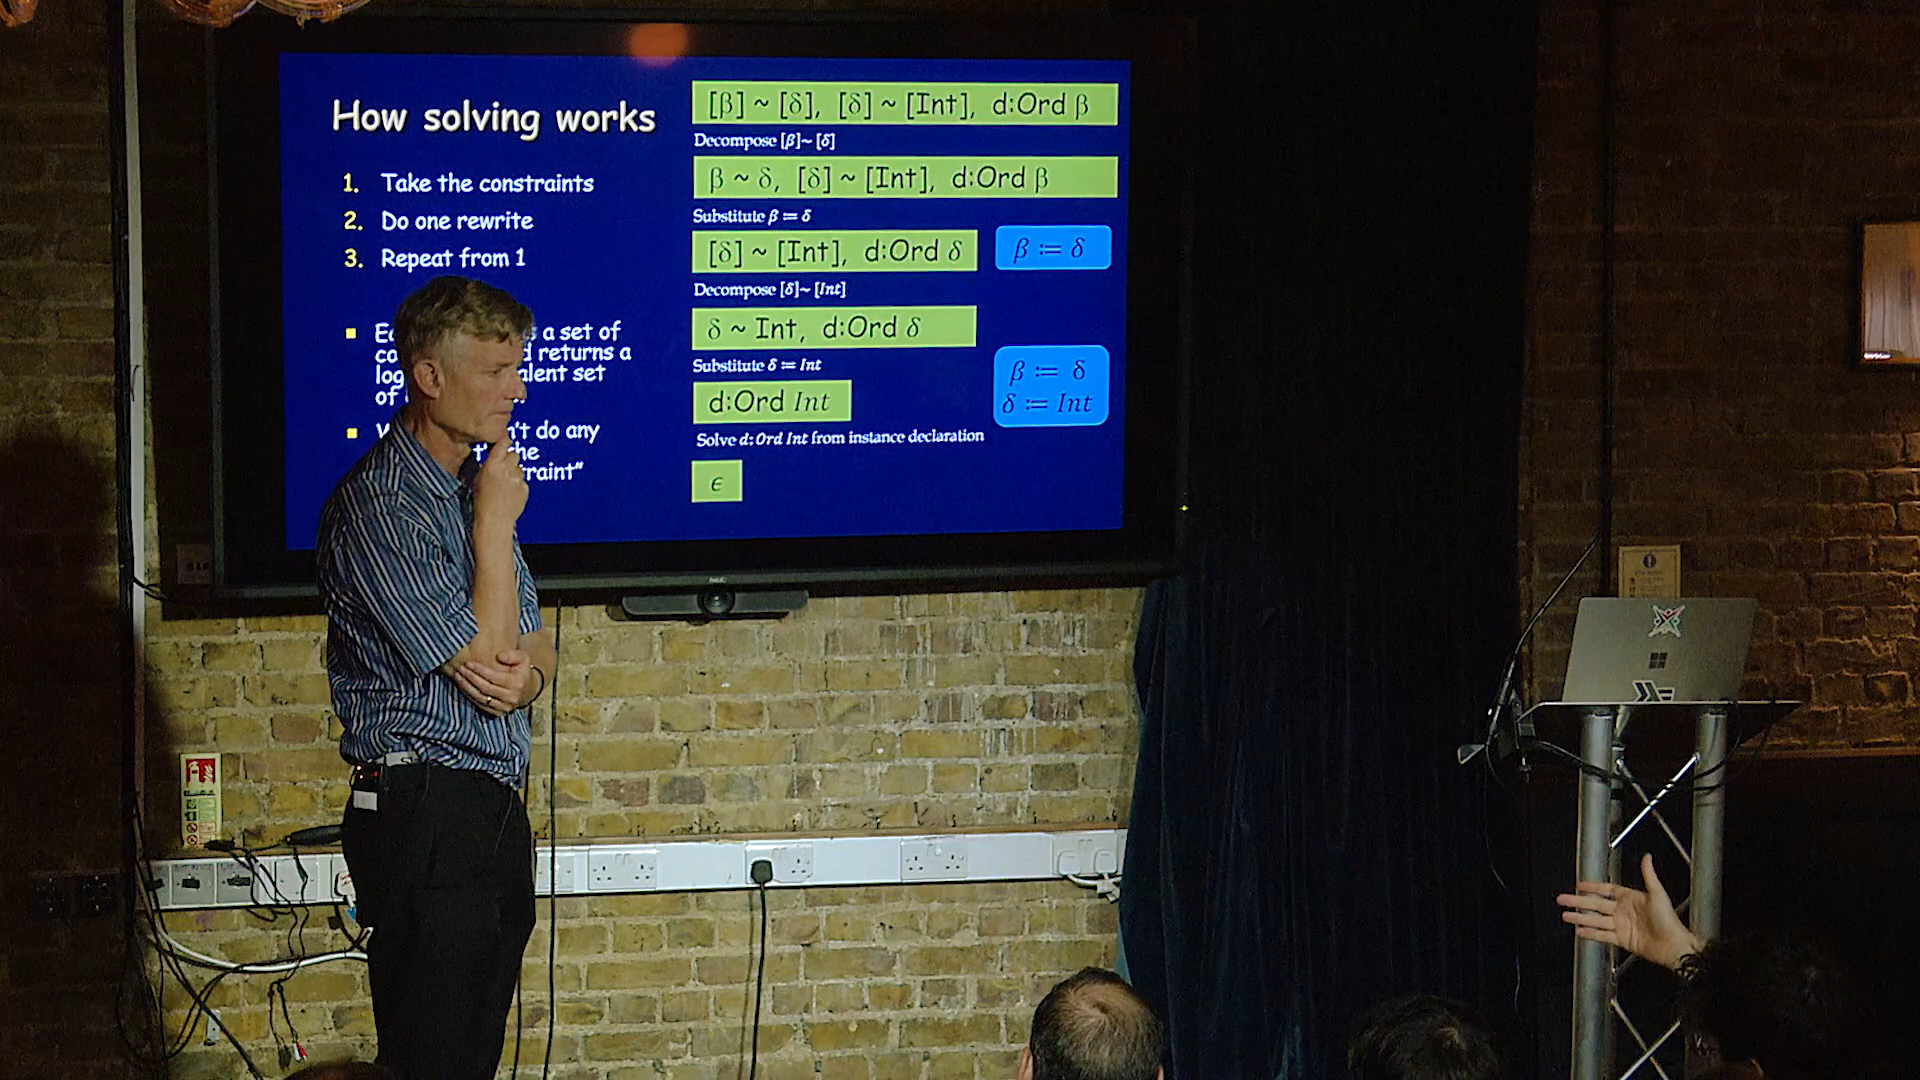 How solving works
1. Take the constraints
2. Do one rewrite
3. Repeat from 1
a set of
returns a
set
of
do any
[β] ~ [δ], [δ] ~ [Int], d:Ord β
Decompose [β]~ [δ]
β ~ δ, [δ] ~ [Int], d:Ord β
Substitute β ≔ δ
[δ] ~ [Int], d:Ord δ
β ≔ δ
Decompose [δ]~ [Int]
δ ~ Int, d:Ord δ
Substitute δ ≔ Int
β ≔ δ
δ ≔ Int
d:Ord Int
Solve d: Ord Int from instance declaration
ϵ
NEC